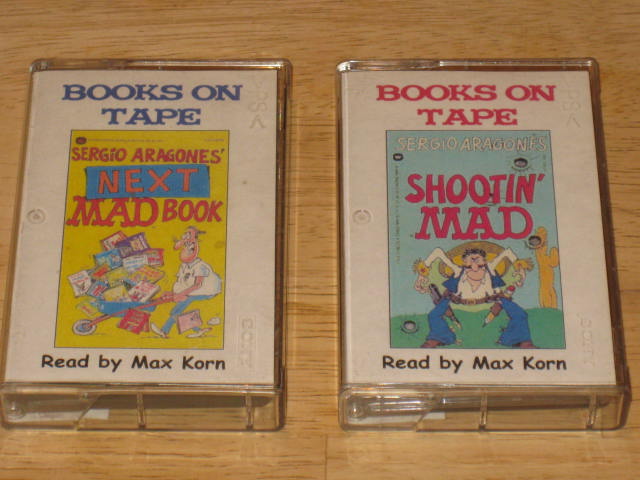 BOOKS ON
TAPE
SERGIO ARAGONES'
NEXT
MAD BOOK
Read by Max Korn
BOOKS ON
TAPE
SERGIO ARAGONES
SHOOTIN'
MAD
Read by Max Korn